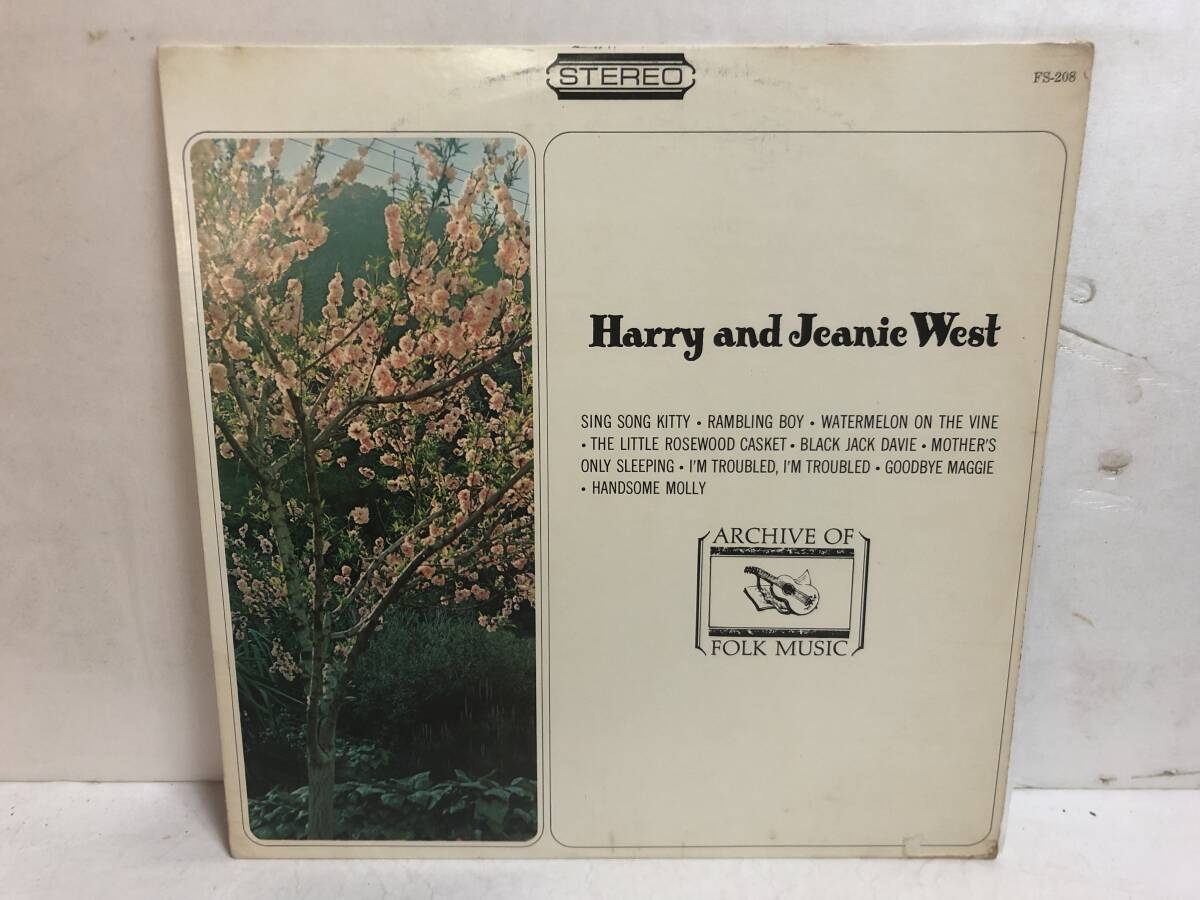 STEREO
FS-208
Harry and Jeanie West
SING SONG KITTY • RAMBLING BOY • WATERMELON ON THE VINE
• THE LITTLE ROSEWOOD CASKET • BLACK JACK DAVIE • MOTHER'S
ONLY SLEEPING • I'M TROUBLED, I'M TROUBLED • GOODBYE MAGGIE
• HANDSOME MOLLY
ARCHIVE OF
FOLK MUSIC